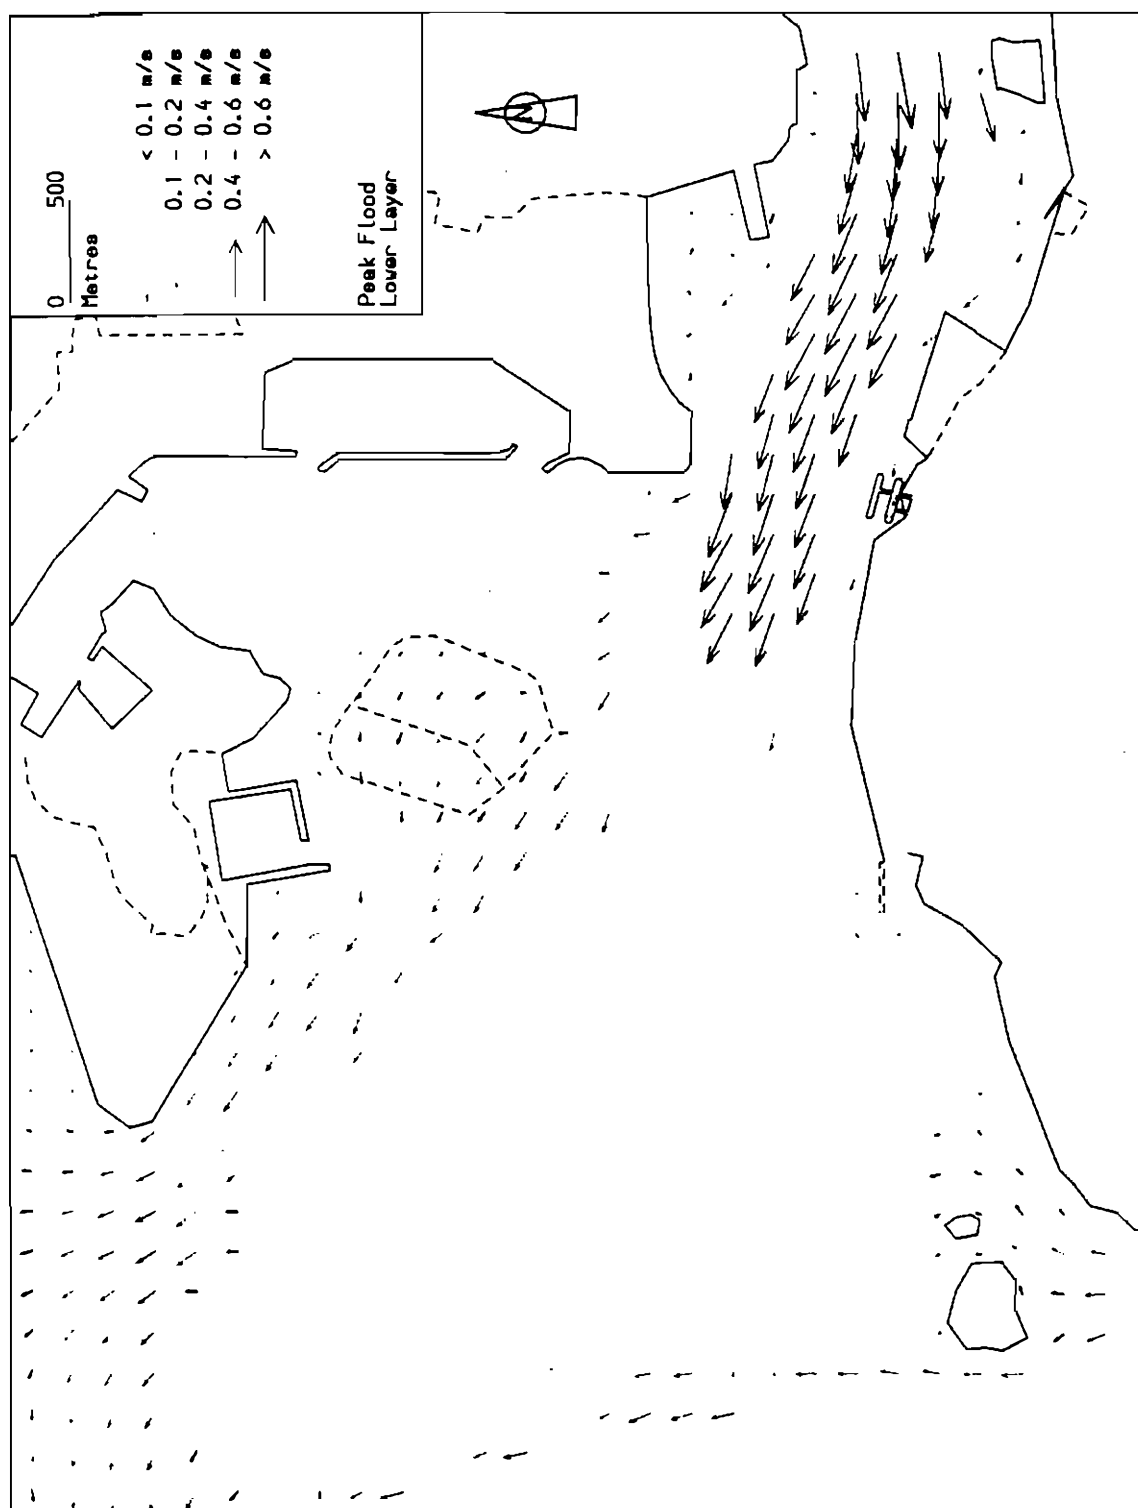 0 500
Metres
< 0.1 m/s
0.1 - 0.2 m/s
0.2 - 0.4 m/s
0.4 - 0.6 m/s
> 0.6 m/s
N
Peak Flood
Lower Layer